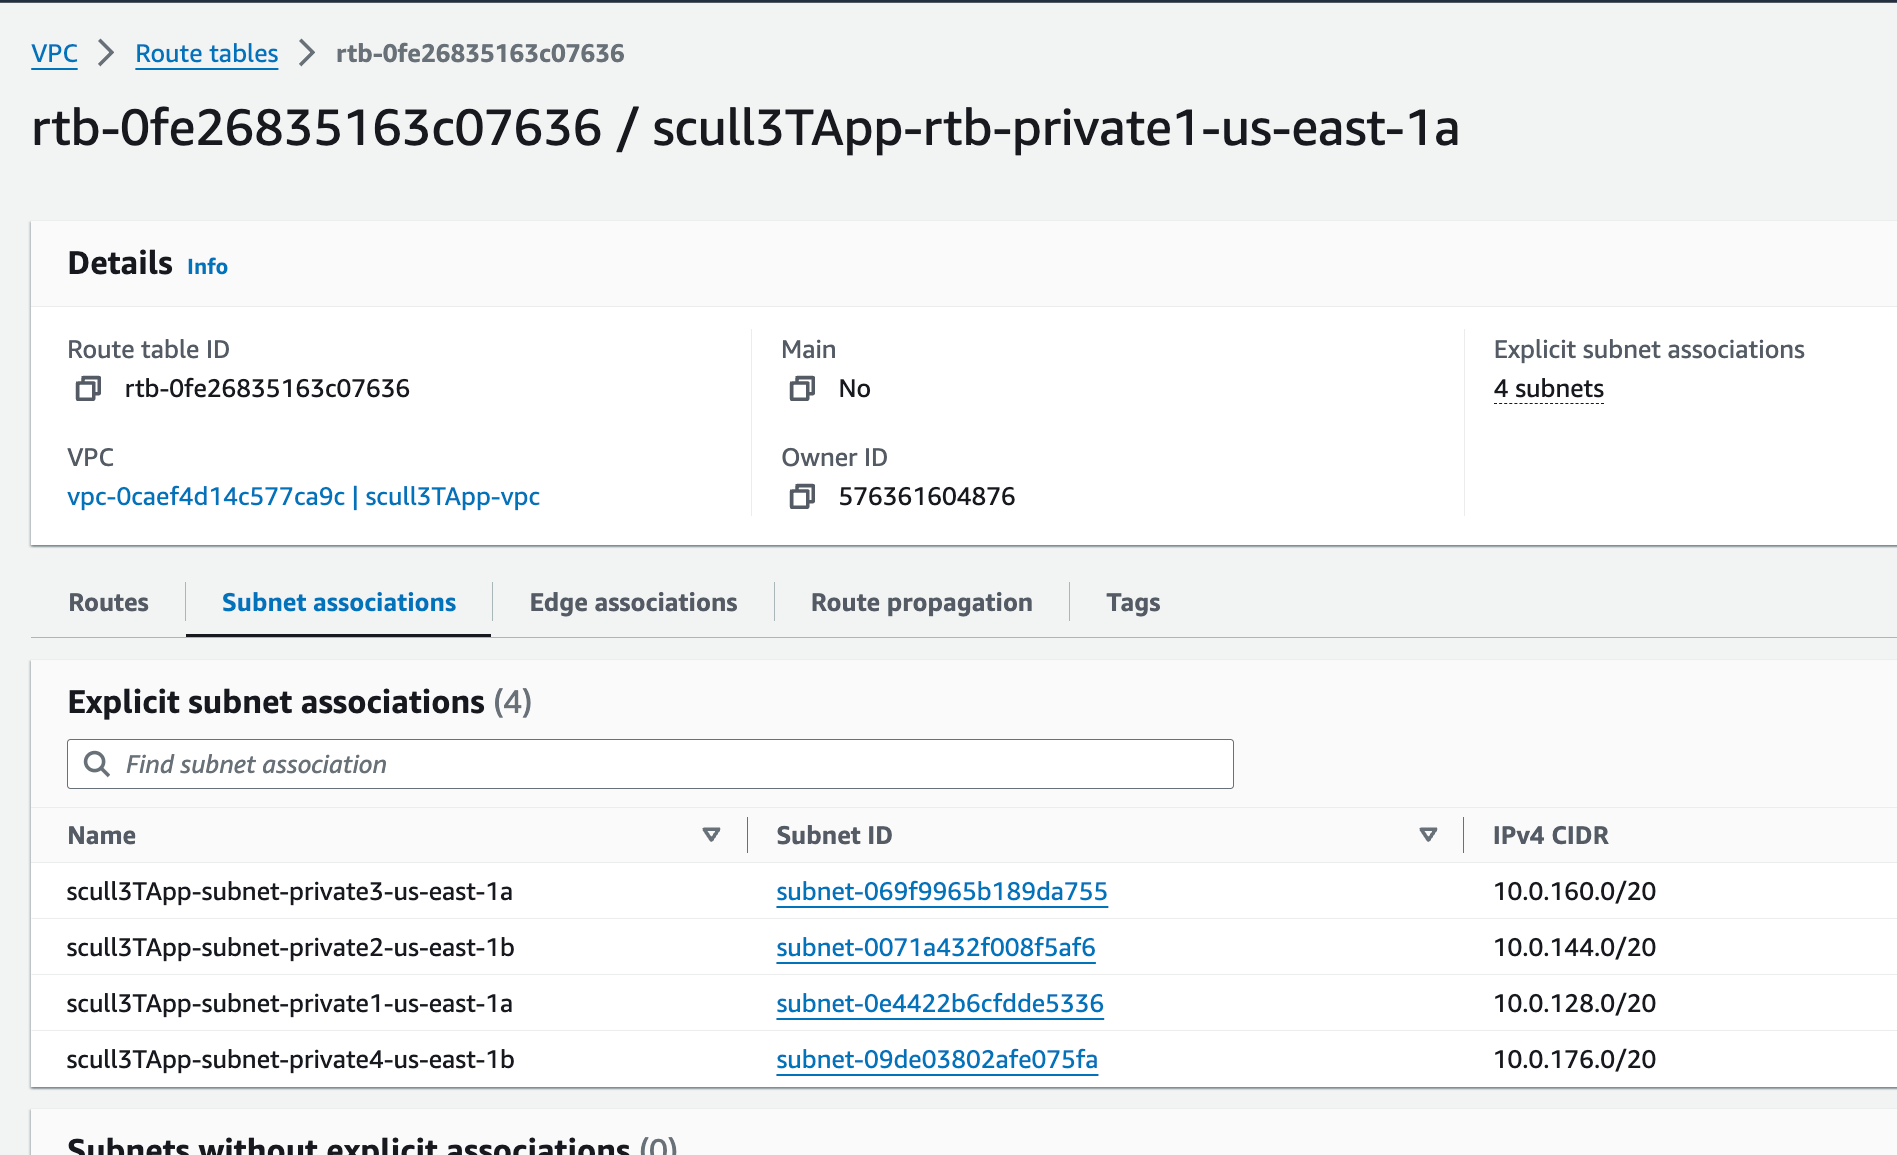 VPC > Route tables > rtb-0fe26835163c07636
rtb-0fe26835163c07636 / scull3TApp-rtb-private1-us-east-1a
Details Info
Route table ID
rtb-0fe26835163c07636
Main
No
Explicit subnet associations
4 subnets
VPC
vpc-0caef4d14c577ca9c | scull3TApp-vpc
Owner ID
576361604876
Routes Subnet associations Edge associations Route propagation Tags
Explicit subnet associations (4)
Find subnet association
Name Subnet ID IPv4 CIDR
scull3TApp-subnet-private3-us-east-1a subnet-069f9965b189da755 10.0.160.0/20
scull3TApp-subnet-private2-us-east-1b subnet-0071a432f008f5af6 10.0.144.0/20
scull3TApp-subnet-private1-us-east-1a subnet-0e4422b6cfdde5336 10.0.128.0/20
scull3TApp-subnet-private4-us-east-1b subnet-09de03802afe075fa 10.0.176.0/20
Subnets without explicit associations (0)